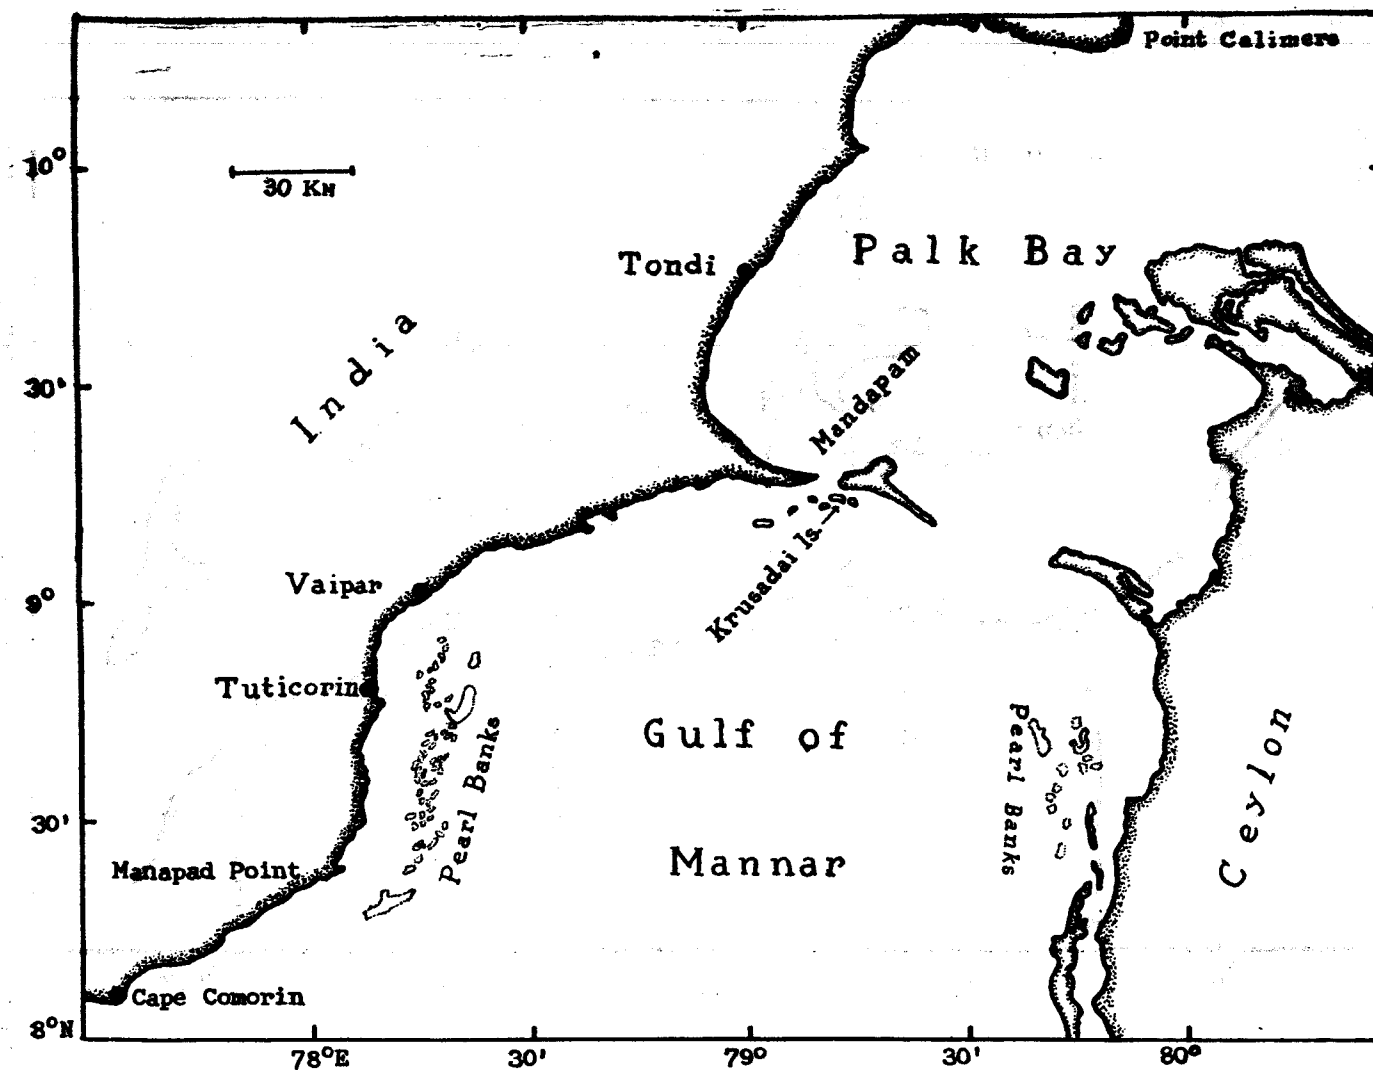 Point Calimere
10°
30 KM
Tondi
Palk Bay
India
30'
Mandapam
Krusadai Is.
Vaipar
9°
Tuticorin
Gulf of
Mannar
Pearl Banks
Pearl Banks
Ceylon
30'
Manapad Point
Cape Comorin
8°N
78°E
30'
79°
30'
80°